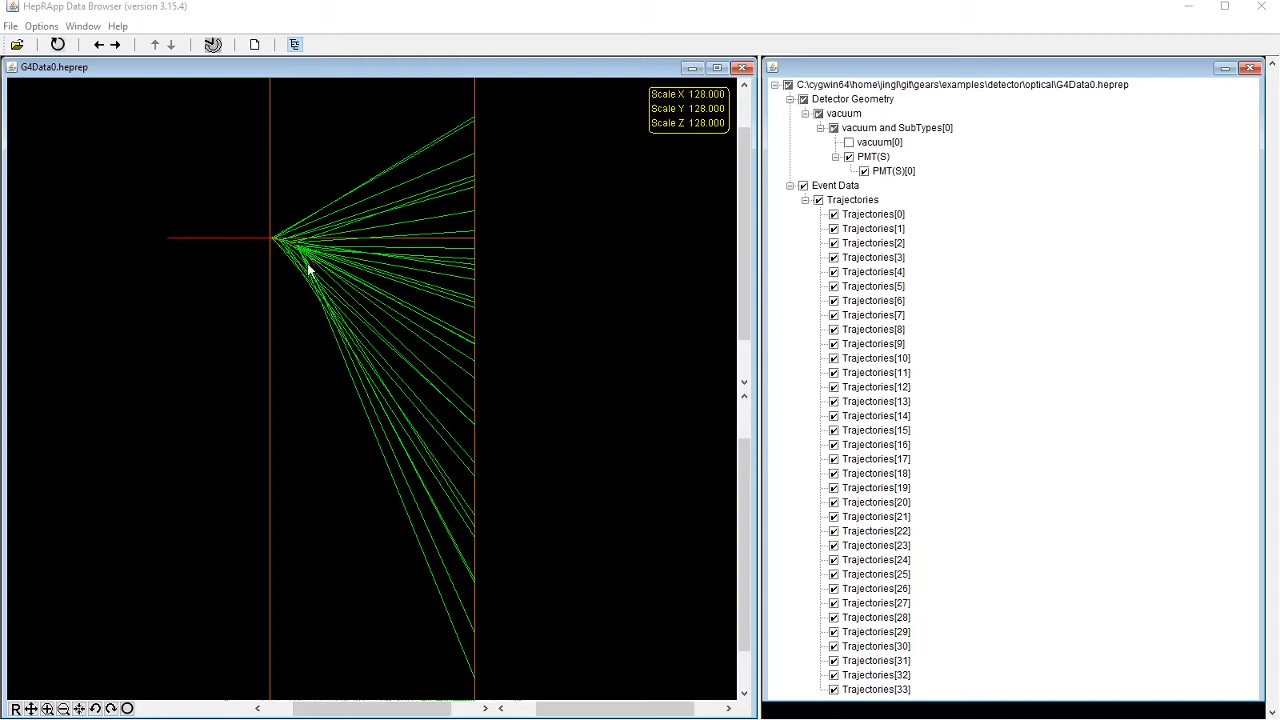 HepRApp Data Browser (version 3.15.4)
File Options Window Help
G4Data0.heprep
Scale X 128.000
Scale Y 128.000
Scale Z 128.000
R
C:\cygwin64\home\jingl\git\gears\examples\detector\optical\G4Data0.heprep
Detector Geometry
vacuum
vacuum and SubTypes[0]
vacuum[0]
PMT(S)
PMT(S)[0]
Event Data
Trajectories
Trajectories[0]
Trajectories[1]
Trajectories[2]
Trajectories[3]
Trajectories[4]
Trajectories[5]
Trajectories[6]
Trajectories[7]
Trajectories[8]
Trajectories[9]
Trajectories[10]
Trajectories[11]
Trajectories[12]
Trajectories[13]
Trajectories[14]
Trajectories[15]
Trajectories[16]
Trajectories[17]
Trajectories[18]
Trajectories[19]
Trajectories[20]
Trajectories[21]
Trajectories[22]
Trajectories[23]
Trajectories[24]
Trajectories[25]
Trajectories[26]
Trajectories[27]
Trajectories[28]
Trajectories[29]
Trajectories[30]
Trajectories[31]
Trajectories[32]
Trajectories[33]